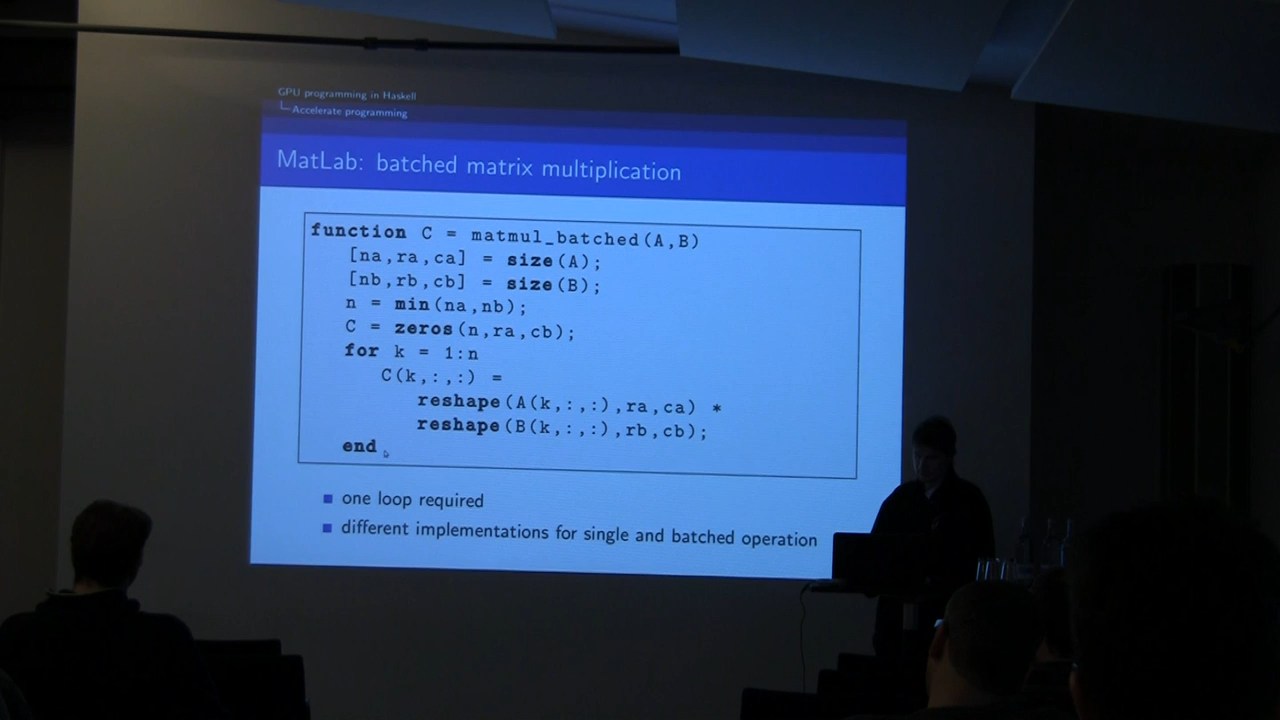 GPU programming in Haskell
Accelerate programming
MatLab: batched matrix multiplication
function C = matmul_batched(A,B)
[na,ra,ca] = size(A);
[nb,rb,cb] = size(B);
n = min(na,nb);
C = zeros(n,ra,cb);
for k = 1:n
C(k,:,:) =
reshape(A(k,:,:),ra,ca) *
reshape(B(k,:,:),rb,cb);
end
one loop required
different implementations for single and batched operation